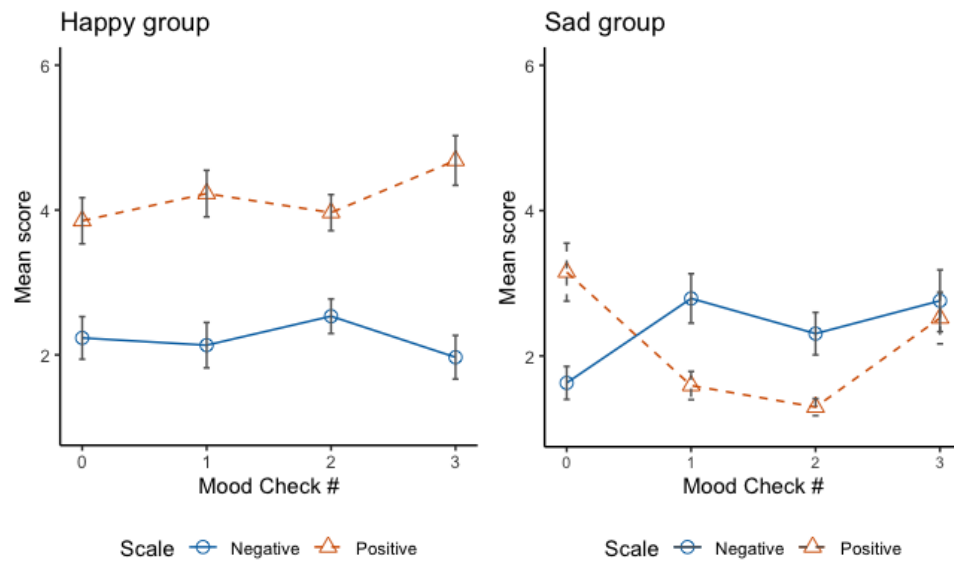 Happy group
6
4
2
Mean score
0 1 2 3
Mood Check #
Scale Negative Positive
Sad group
6
4
2
Mean score
0 1 2 3
Mood Check #
Scale Negative Positive